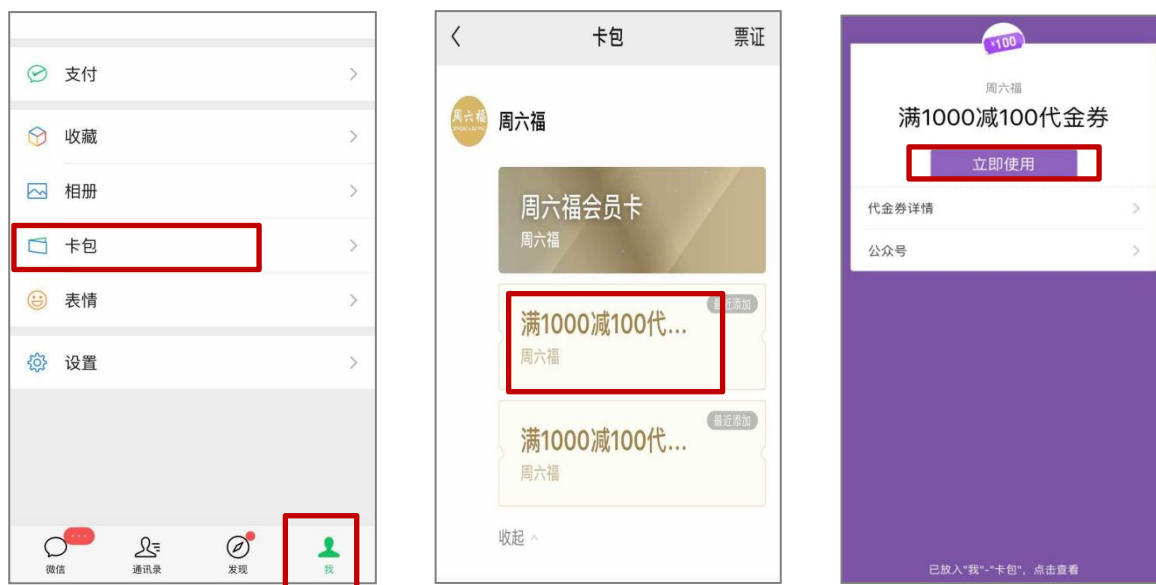 支付
收藏
相册
卡包
表情
设置
微信
通讯录
发现
我
卡包
票证
周六福
周六福
周六福会员卡
周六福
最近添加
满1000减100代...
周六福
最近添加
满1000减100代...
周六福
收起
¥100
周六福
满1000减100代金券
立即使用
代金券详情
公众号
已放入"我"-"卡包"，点击查看